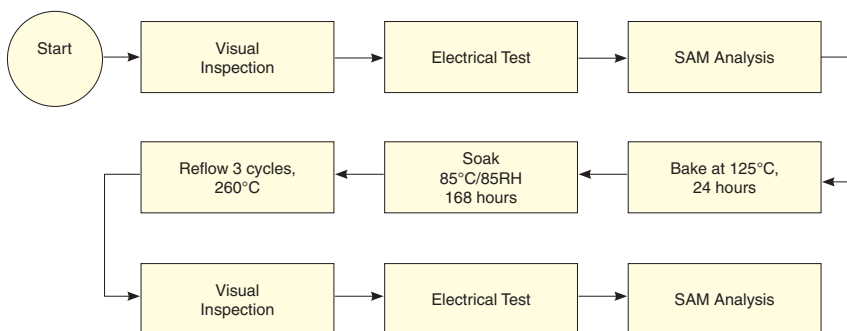 Start
Visual
Inspection
Electrical Test
SAM Analysis
Bake at 125°C,
24 hours
Soak
85°C/85RH
168 hours
Reflow 3 cycles,
260°C
Visual
Inspection
Electrical Test
SAM Analysis